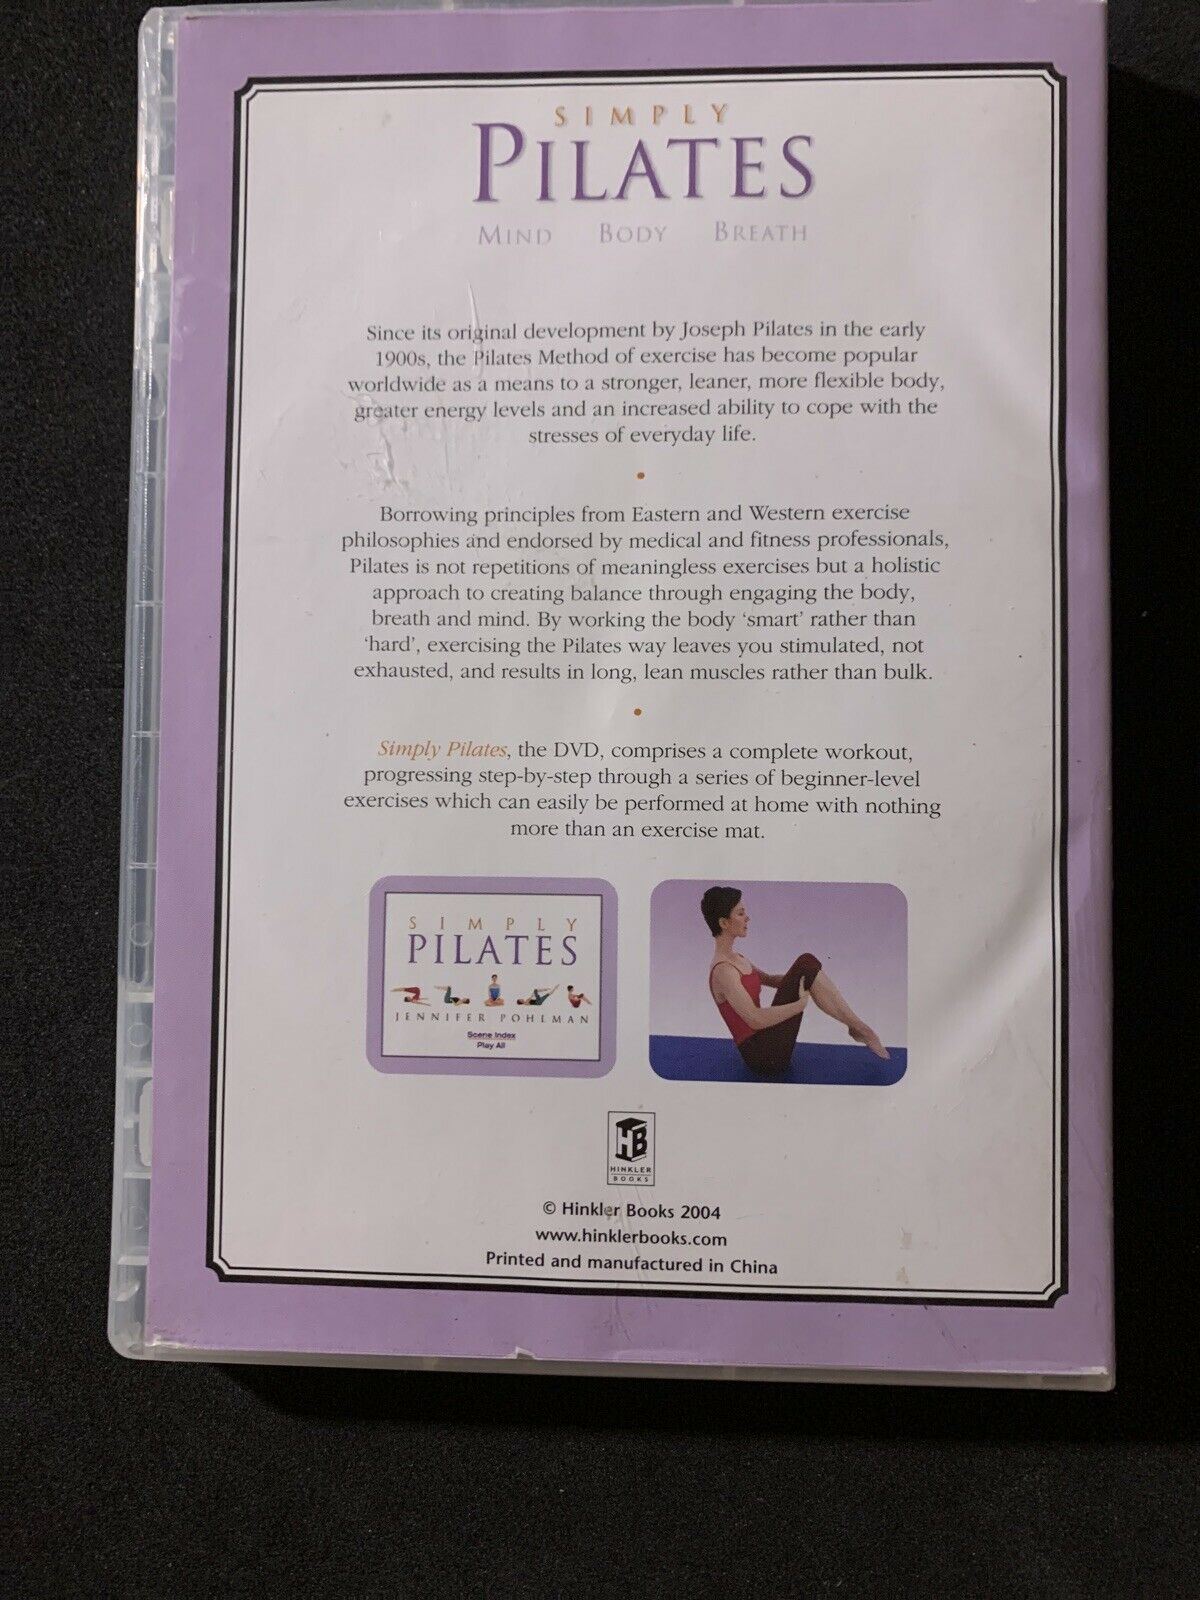 SIMPLY
PILATES
MIND BODY BREATH
Since its original development by Joseph Pilates in the early
1900s, the Pilates Method of exercise has become popular
worldwide as a means to a stronger, leaner, more flexible body,
greater energy levels and an increased ability to cope with the
stresses of everyday life.
•
Borrowing principles from Eastern and Western exercise
philosophies and endorsed by medical and fitness professionals,
Pilates is not repetitions of meaningless exercises but a holistic
approach to creating balance through engaging the body,
breath and mind. By working the body ‘smart’ rather than
‘hard’, exercising the Pilates way leaves you stimulated, not
exhausted, and results in long, lean muscles rather than bulk.
•
Simply Pilates, the DVD, comprises a complete workout,
progressing step-by-step through a series of beginner-level
exercises which can easily be performed at home with nothing
more than an exercise mat.
SIMPLY
PILATES
JENNIFER POHLMAN
Scene Index
Play All
HB
HINKLER
BOOKS
© Hinkler Books 2004
www.hinklerbooks.com
Printed and manufactured in China